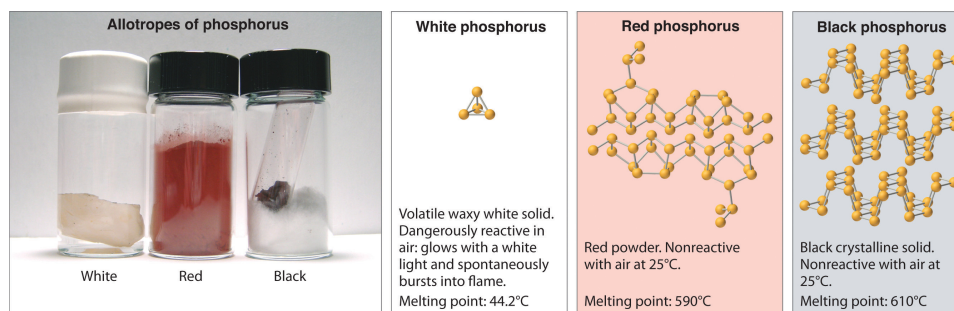 Allotropes of phosphorus
White
Red
Black
White phosphorus
Volatile waxy white solid.
Dangerously reactive in
air: glows with a white
light and spontaneously
bursts into flame.
Melting point: 44.2°C
Red phosphorus
Red powder. Nonreactive
with air at 25°C.
Melting point: 590°C
Black phosphorus
Black crystalline solid.
Nonreactive with air at
25°C.
Melting point: 610°C